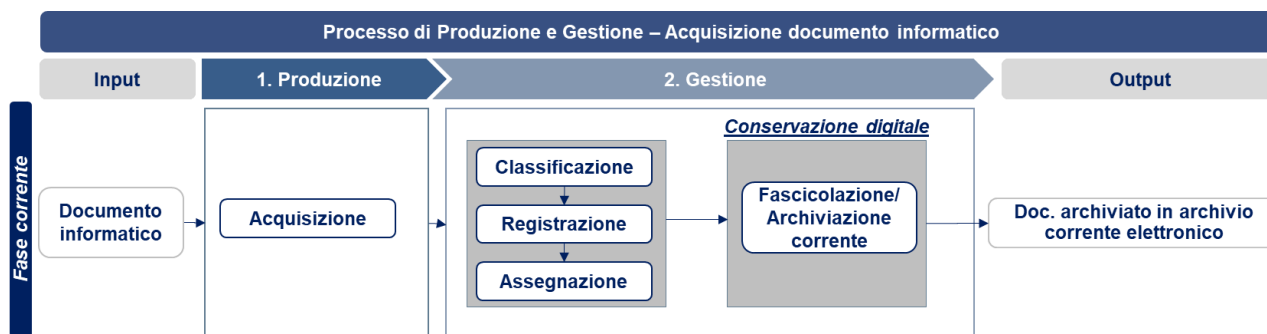 Processo di Produzione e Gestione – Acquisizione documento informatico
Input
1. Produzione
2. Gestione
Output
Fase corrente
Documento
informatico
Acquisizione
Classificazione
Registrazione
Assegnazione
Conservazione digitale
Fascicolazione/
Archiviazione
corrente
Doc. archiviato in archivio
corrente elettronico